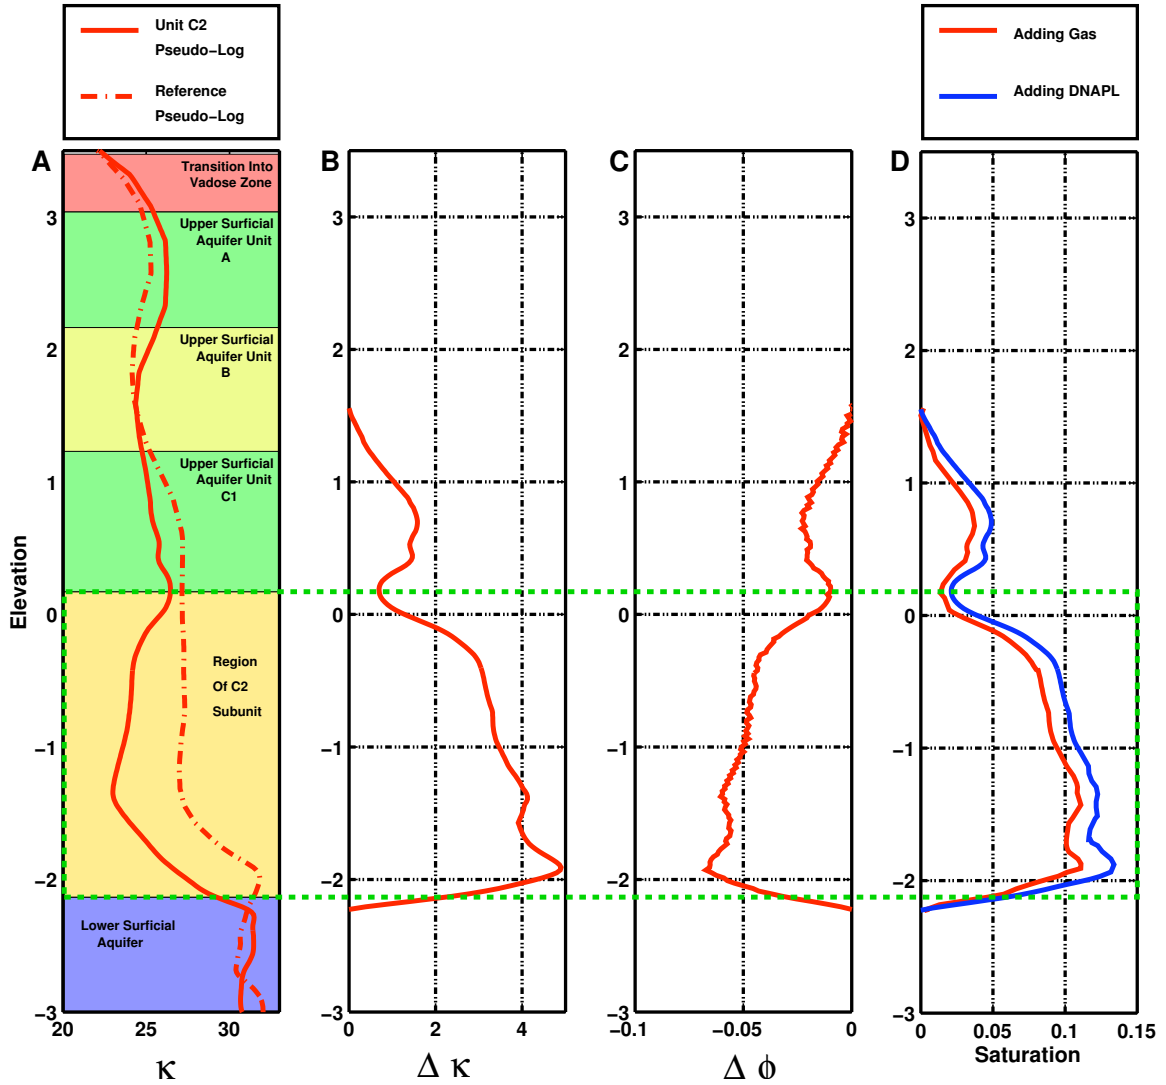 Unit C2
Pseudo−Log
Reference
Pseudo−Log
Adding Gas
Adding DNAPL
A
B
C
D
Transition Into
Vadose Zone
Upper Surficial
Aquifer Unit
A
Upper Surficial
Aquifer Unit
B
Upper Surficial
Aquifer Unit
C1
Region
Of C2
Subunit
Lower Surficial
Aquifer
Elevation
3
2
1
0
−1
−2
−3
20 25 30
κ
3
2
1
0
−1
−2
−3
0 2 4
Δ κ
3
2
1
0
−1
−2
−3
−0.1 −0.05 0
Δ ϕ
3
2
1
0
−1
−2
−3
0 0.05 0.1 0.15
Saturation